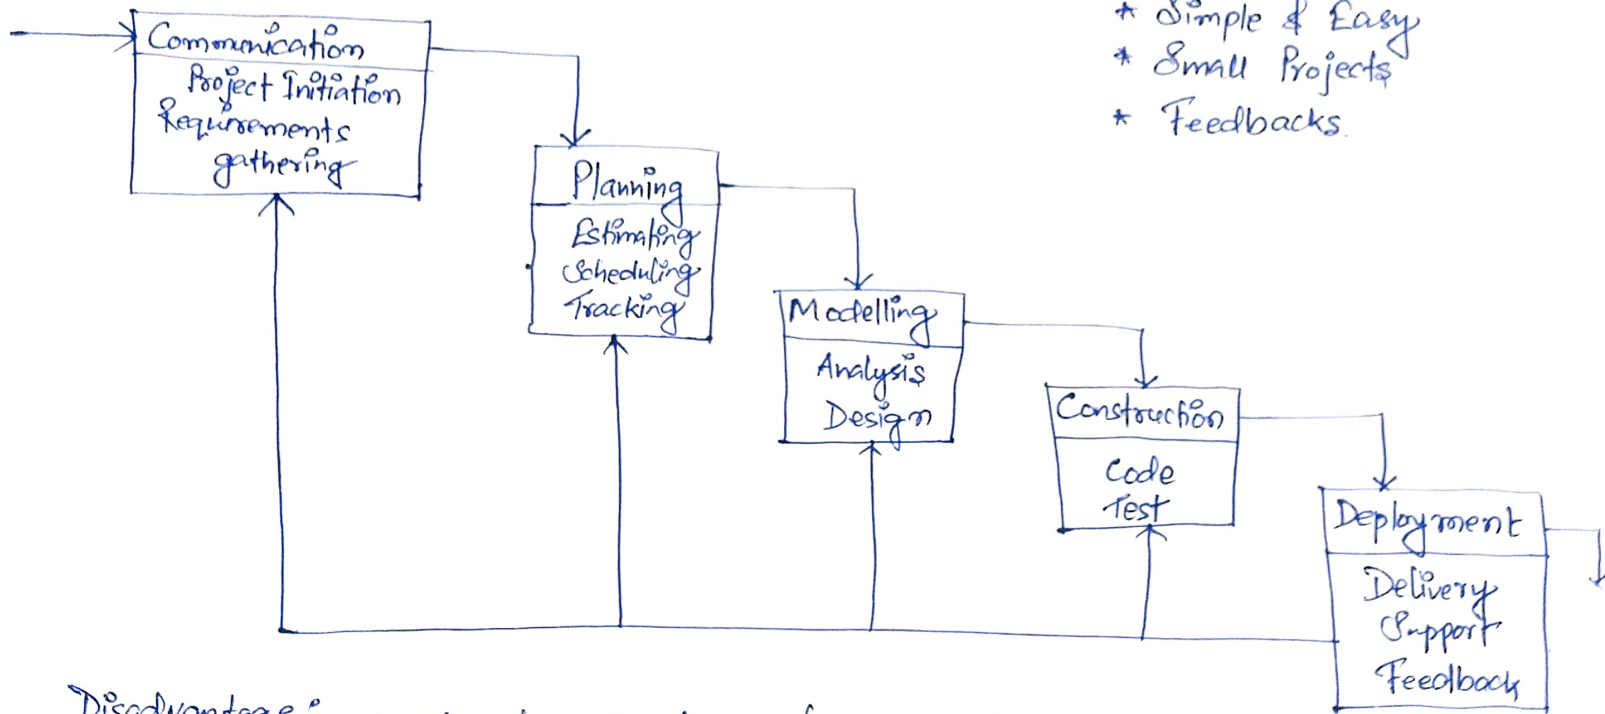 * Simple & Easy
* Small Projects
* Feedbacks.
Communication
Project Initiation
Requirements
gathering
Planning
Estimating
Scheduling
Tracking
Modelling
Analysis
Design
Construction
Code
Test
Deployment
Delivery
Support
Feedback
Disadvantage :